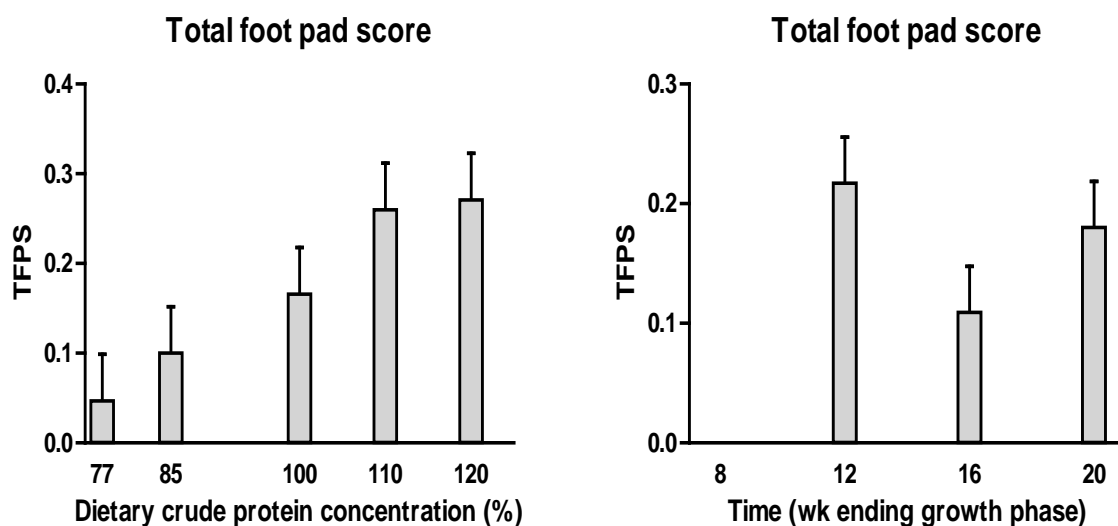 Total foot pad score
0.4
0.3
0.2
0.1
0.0
TFPS
77 85 100 110 120
Dietary crude protein concentration (%)
Total foot pad score
0.3
0.2
0.1
0.0
TFPS
8 12 16 20
Time (wk ending growth phase)